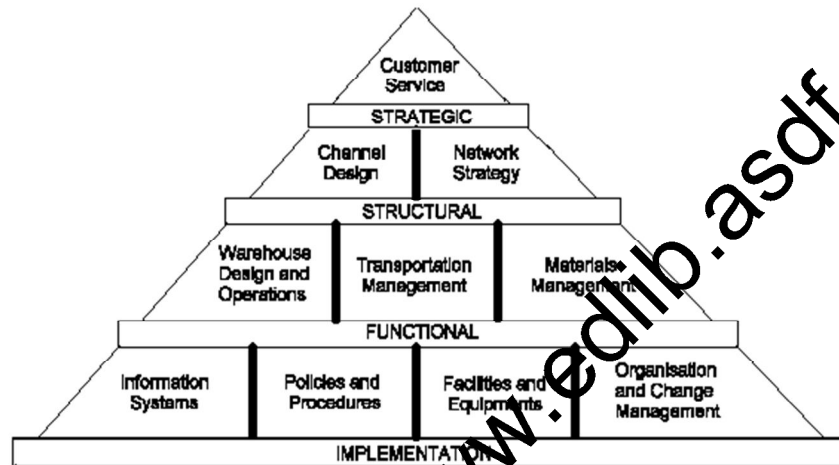 Customer
Service
STRATEGIC
Channel
Design
Network
Strategy
STRUCTURAL
Warehouse
Design and
Operations
Transportation
Management
Materials
Management
FUNCTIONAL
Information
Systems
Policies and
Procedures
Facilities and
Equipments
Organisation
and Change
Management
IMPLEMENTATION
www.edlib.asdf